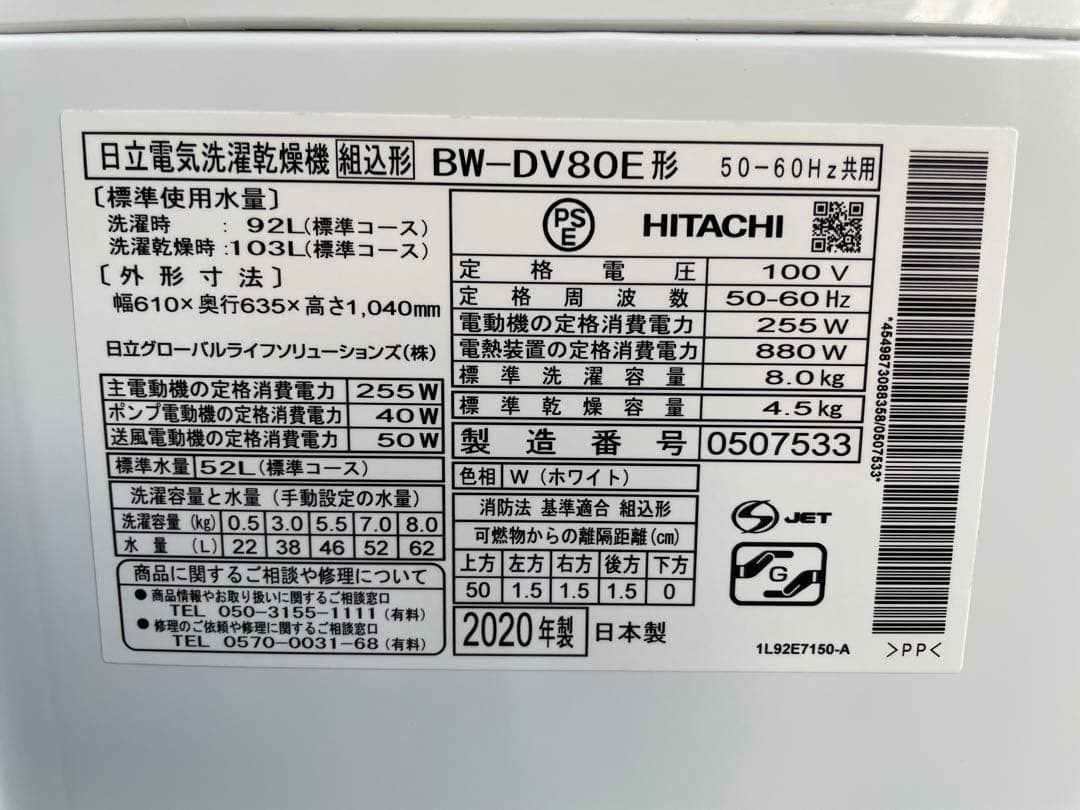 日立電気洗濯乾燥機 組込形 BW-DV80E形 50-60Hz共用
〔標準使用水量〕
洗濯時 : 92L(標準コース)
洗濯乾燥時 : 103L(標準コース)
〔外形寸法〕
幅610×奥行635×高さ1,040mm
日立グローバルライフソリューションズ(株)
主電動機の定格消費電力 255W
ポンプ電動機の定格消費電力 40W
送風電動機の定格消費電力 50W
標準水量 52L(標準コース)
洗濯容量と水量(手動設定の水量)
洗濯容量(kg) 0.5 3.0 5.5 7.0 8.0
水量(L) 22 38 46 52 62
商品に関するご相談や修理について
●商品情報やお取り扱いに関するご相談窓口
TEL 050-3155-1111(有料)
●修理のご依頼や修理に関するご相談窓口
TEL 0570-0031-68(有料)
PSE HITACHI
定格電圧 100V
定格周波数 50-60Hz
電動機の定格消費電力 255W
電熱装置の定格消費電力 880W
標準洗濯容量 8.0kg
標準乾燥容量 4.5kg
製造番号 0507533
色相 W(ホワイト)
消防法 基準適合 組込形
可燃物からの離隔距離(cm)
上方 左方 右方 後方 下方
50 1.5 1.5 1.5 0
2020年製 日本製
S JET
G
1L92E7150-A
>PP<
*4549873088358/0507533*